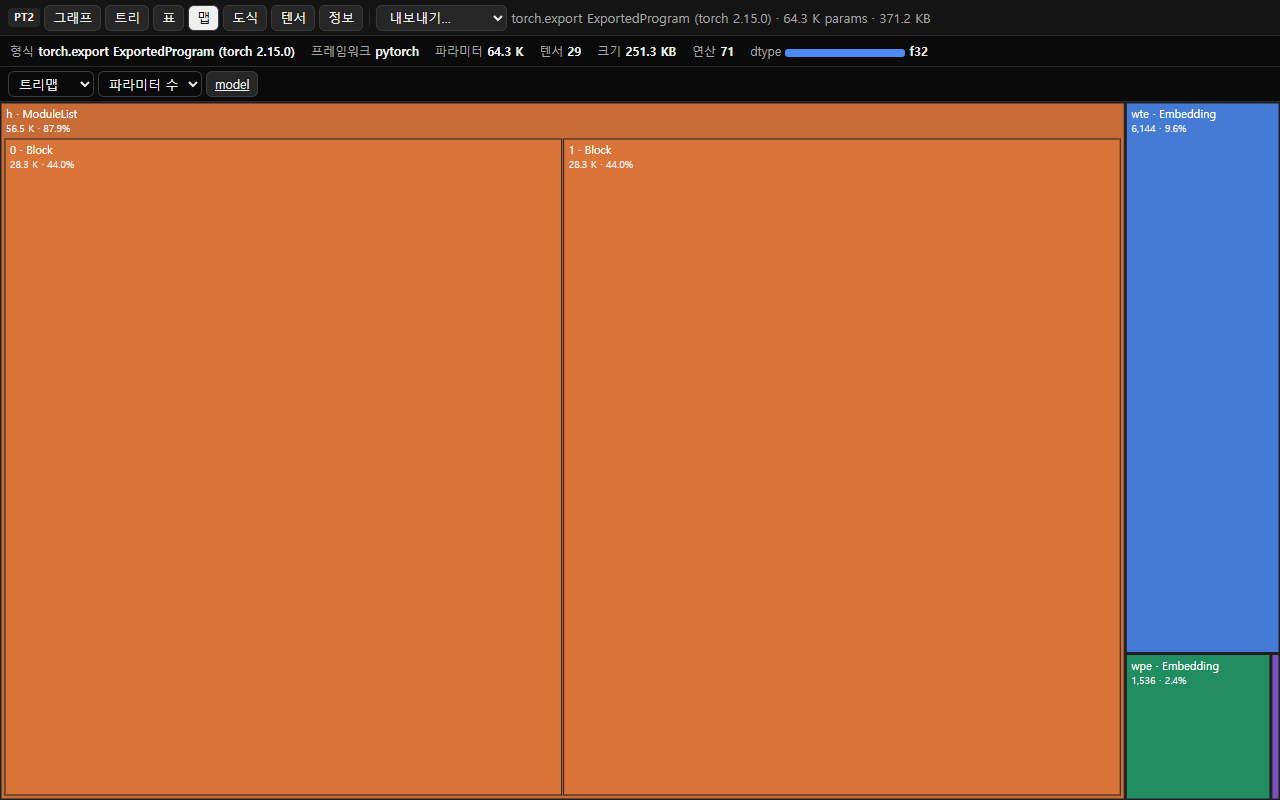 PT2 그래프 트리 표 맵 도식 텐서 정보 내보내기... torch.export ExportedProgram (torch 2.15.0) · 64.3 K params · 371.2 KB
형식 torch.export ExportedProgram (torch 2.15.0) 프레임워크 pytorch 파라미터 64.3 K 텐서 29 크기 251.3 KB 연산 71 dtype f32
트리맵 파라미터 수 model
h · ModuleList
56.5 K · 87.9%
0 · Block
28.3 K · 44.0%
1 · Block
28.3 K · 44.0%
wte · Embedding
6,144 · 9.6%
wpe · Embedding
1,536 · 2.4%